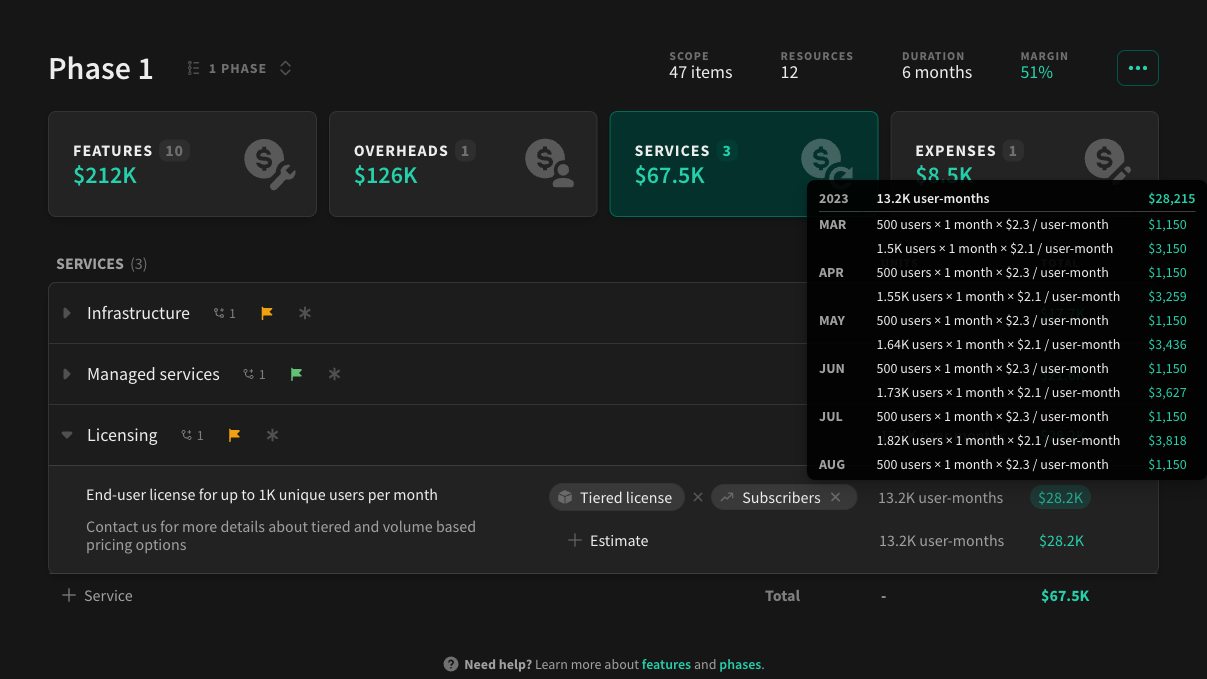 Phase 1
1 PHASE
SCOPE
47 items
RESOURCES
12
DURATION
6 months
MARGIN
51%
FEATURES 10
$212K
OVERHEADS 1
$126K
SERVICES 3
$67.5K
EXPENSES 1
$8.5K
2023 13.2K user-months $28,215
MAR 500 users × 1 month × $2.3 / user-month $1,150
1.5K users × 1 month × $2.1 / user-month $3,150
APR 500 users × 1 month × $2.3 / user-month $1,150
1.55K users × 1 month × $2.1 / user-month $3,259
MAY 500 users × 1 month × $2.3 / user-month $1,150
1.64K users × 1 month × $2.1 / user-month $3,436
JUN 500 users × 1 month × $2.3 / user-month $1,150
1.73K users × 1 month × $2.1 / user-month $3,627
JUL 500 users × 1 month × $2.3 / user-month $1,150
1.82K users × 1 month × $2.1 / user-month $3,818
AUG 500 users × 1 month × $2.3 / user-month $1,150
SERVICES (3)
Infrastructure 1
Managed services 1
Licensing 1
End-user license for up to 1K unique users per month
Tiered license × Subscribers × 13.2K user-months $28.2K
Contact us for more details about tiered and volume based
pricing options
+ Estimate 13.2K user-months $28.2K
+ Service Total - $67.5K
? Need help? Learn more about features and phases.